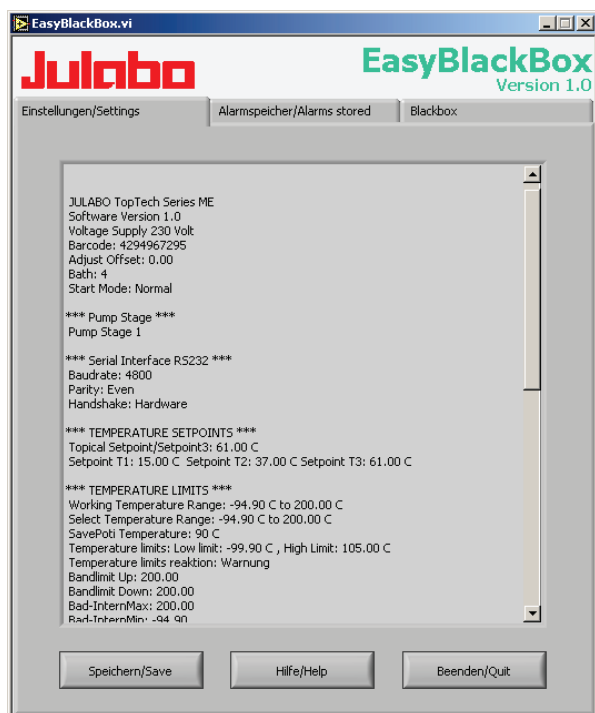 EasyBlackBox.vi
Julabo
EasyBlackBox
Version 1.0
Einstellungen/Settings
Alarmspeicher/Alarms stored
Blackbox
JULABO TopTech Series ME
Software Version 1.0
Voltage Supply 230 Volt
Barcode: 4294967295
Adjust Offset: 0.00
Bath: 4
Start Mode: Normal
*** Pump Stage ***
Pump Stage 1
*** Serial Interface RS232 ***
Baudrate: 4800
Parity: Even
Handshake: Hardware
*** TEMPERATURE SETPOINTS ***
Topical Setpoint/Setpoint3: 61.00 C
Setpoint T1: 15.00 C  Setpoint T2: 37.00 C Setpoint T3: 61.00 C
*** TEMPERATURE LIMITS ***
Working Temperature Range: -94.90 C to 200.00 C
Select Temperature Range: -94.90 C to 200.00 C
SavePoti Temperature: 90 C
Temperature limits: Low limit: -99.90 C , High Limit: 105.00 C
Temperature limits reaktion: Warnung
Bandlimit Up: 200.00
Bandlimit Down: 200.00
Bad-InternMax: 200.00
Bad-InternMin: -94.90
Speichern/Save
Hilfe/Help
Beenden/Quit